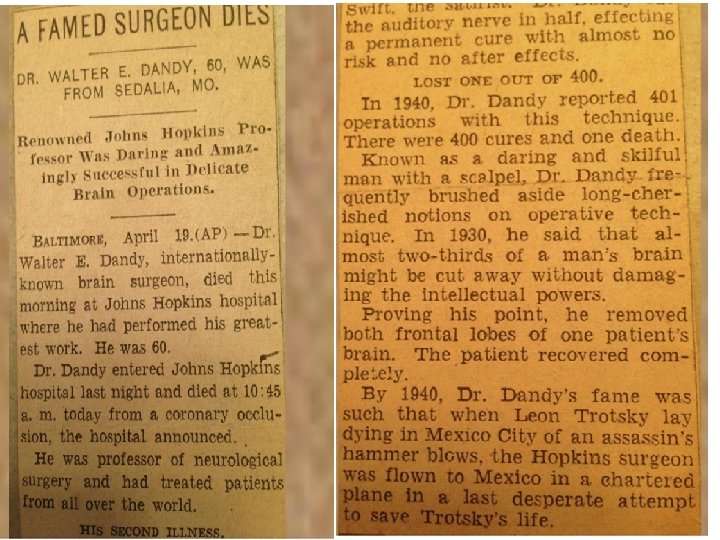 A FAMED SURGEON DIES
DR. WALTER E. DANDY, 60, WAS
FROM SEDALIA, MO.
Renowned Johns Hopkins Pro-
fessor Was Daring and Amaz-
ingly Successful in Delicate
Brain Operations.
BALTIMORE, April 19.(AP) — Dr.
Walter E. Dandy, internationally-
known brain surgeon, died this
morning at Johns Hopkins hospital
where he had performed his great-
est work. He was 60.
Dr. Dandy entered Johns Hopkins
hospital last night and died at 10:45
a. m. today from a coronary occlu-
sion, the hospital announced.
He was professor of neurological
surgery and had treated patients
from all over the world.
HIS SECOND ILLNESS.
Swift, the satirist. Dr.
the auditory nerve in half, effecting
a permanent cure with almost no
risk and no after effects.
LOST ONE OUT OF 400.
In 1940, Dr. Dandy reported 401
operations with this technique.
There were 400 cures and one death.
Known as a daring and skilful
man with a scalpel, Dr. Dandy fre-
quently brushed aside long-cher-
ished notions on operative tech-
nique. In 1930, he said that al-
most two-thirds of a man's brain
might be cut away without damag-
ing the intellectual powers.
Proving his point, he removed
both frontal lobes of one patient's
brain. The patient recovered com-
pletely.
By 1940, Dr. Dandy's fame was
such that when Leon Trotsky lay
dying in Mexico City of an assassin's
hammer blows, the Hopkins surgeon
was flown to Mexico in a chartered
plane in a last desperate attempt
to save Trotsky's life.